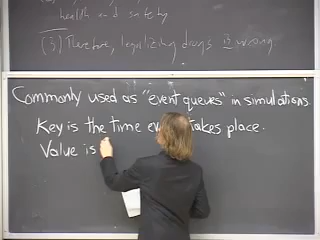 health and safety
(3) Therefore, legalizing drugs is wrong
Commonly used as "event queues" in simulations.
Key is the time ev takes place.
Value is